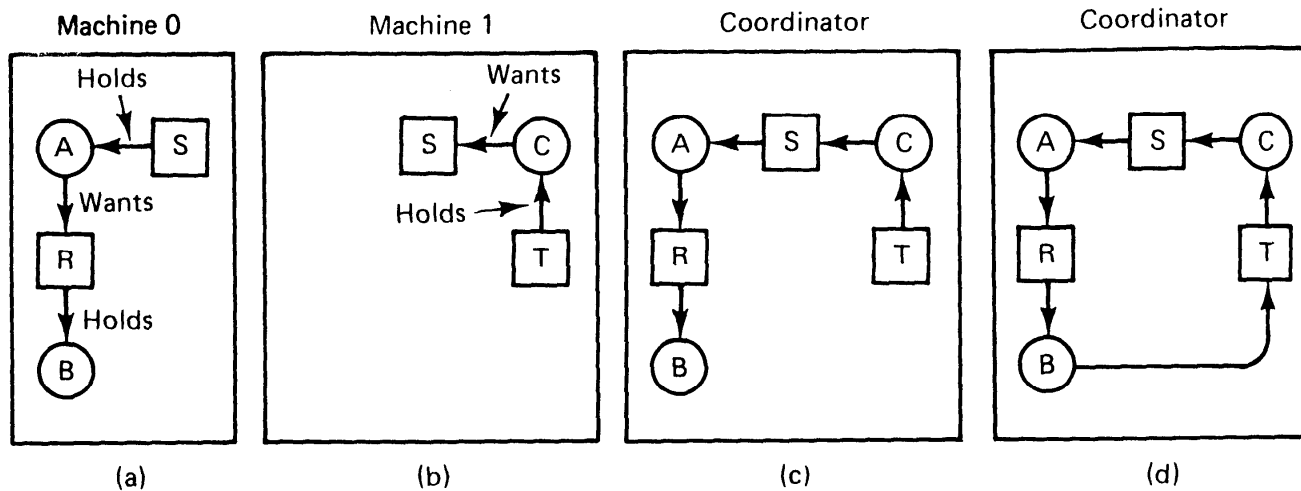 Machine 0
Machine 1
Coordinator
Coordinator
Holds
A
S
Wants
R
Holds
B
Wants
S
C
Holds
T
A
S
C
R
T
B
A
S
C
R
T
B
(a)
(b)
(c)
(d)